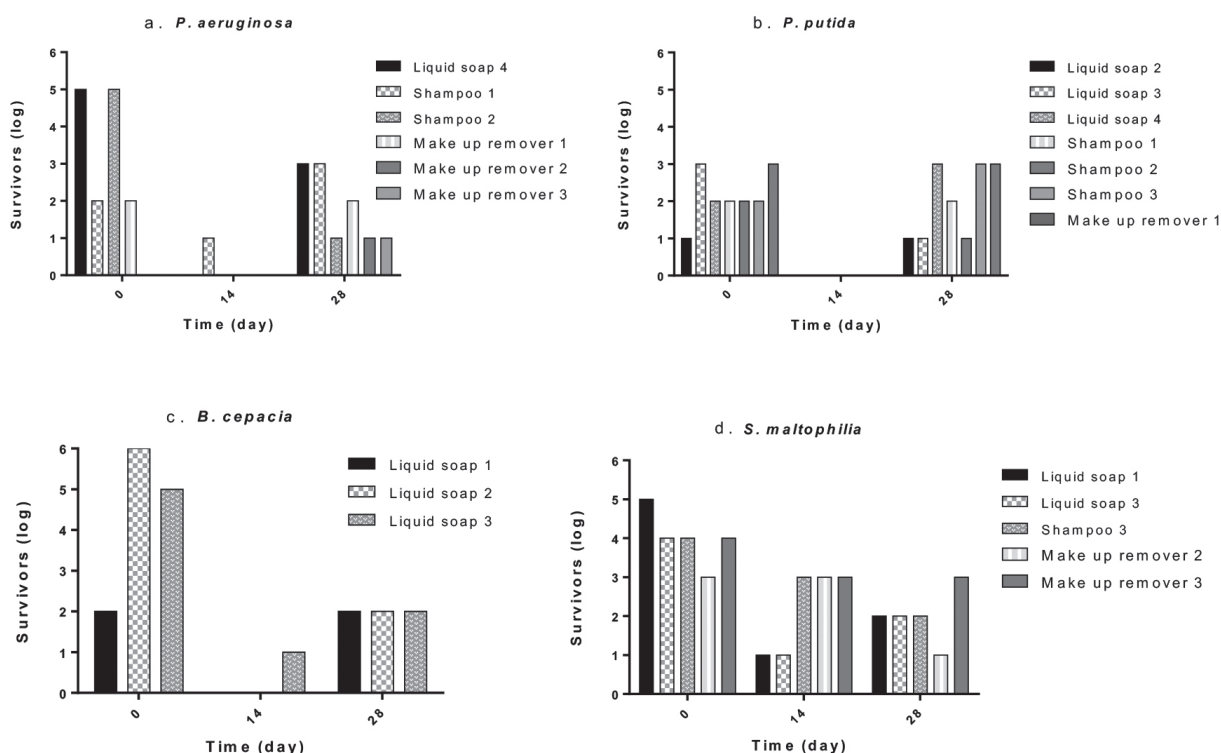 a. P. aeruginosa
Survivors (log)
6
5
4
3
2
1
0
0
14
28
Time (day)
Liquid soap 4
Shampoo 1
Shampoo 2
Make up remover 1
Make up remover 2
Make up remover 3
b. P. putida
Survivors (log)
6
5
4
3
2
1
0
0
14
28
Time (day)
Liquid soap 2
Liquid soap 3
Liquid soap 4
Shampoo 1
Shampoo 2
Shampoo 3
Make up remover 1
c. B. cepacia
Survivors (log)
6
5
4
3
2
1
0
0
14
28
Time (day)
Liquid soap 1
Liquid soap 2
Liquid soap 3
d. S. maltophilia
Survivors (log)
6
5
4
3
2
1
0
0
14
28
Time (day)
Liquid soap 1
Liquid soap 3
Shampoo 3
Make up remover 2
Make up remover 3